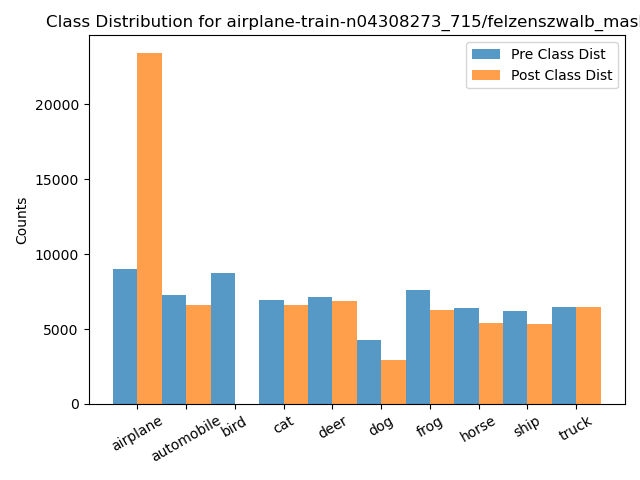 Class Distribution for airplane-train-n04308273_715/felzenszwalb_mas
Pre Class Dist
Post Class Dist
Counts
20000
15000
10000
5000
0
airplane
automobile
bird
cat
deer
dog
frog
horse
ship
truck